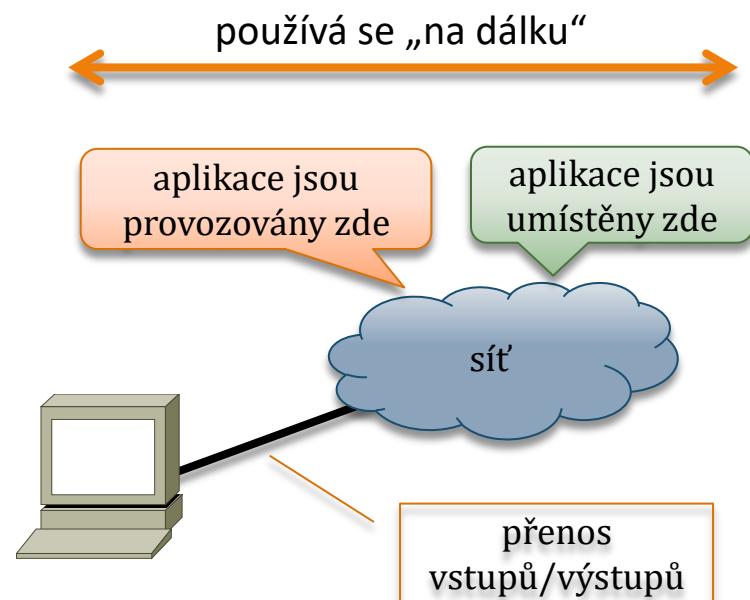 používá se „na dálku“
aplikace jsou
provozovány zde
aplikace jsou
umístěny zde
síť
přenos
vstupů/výstupů